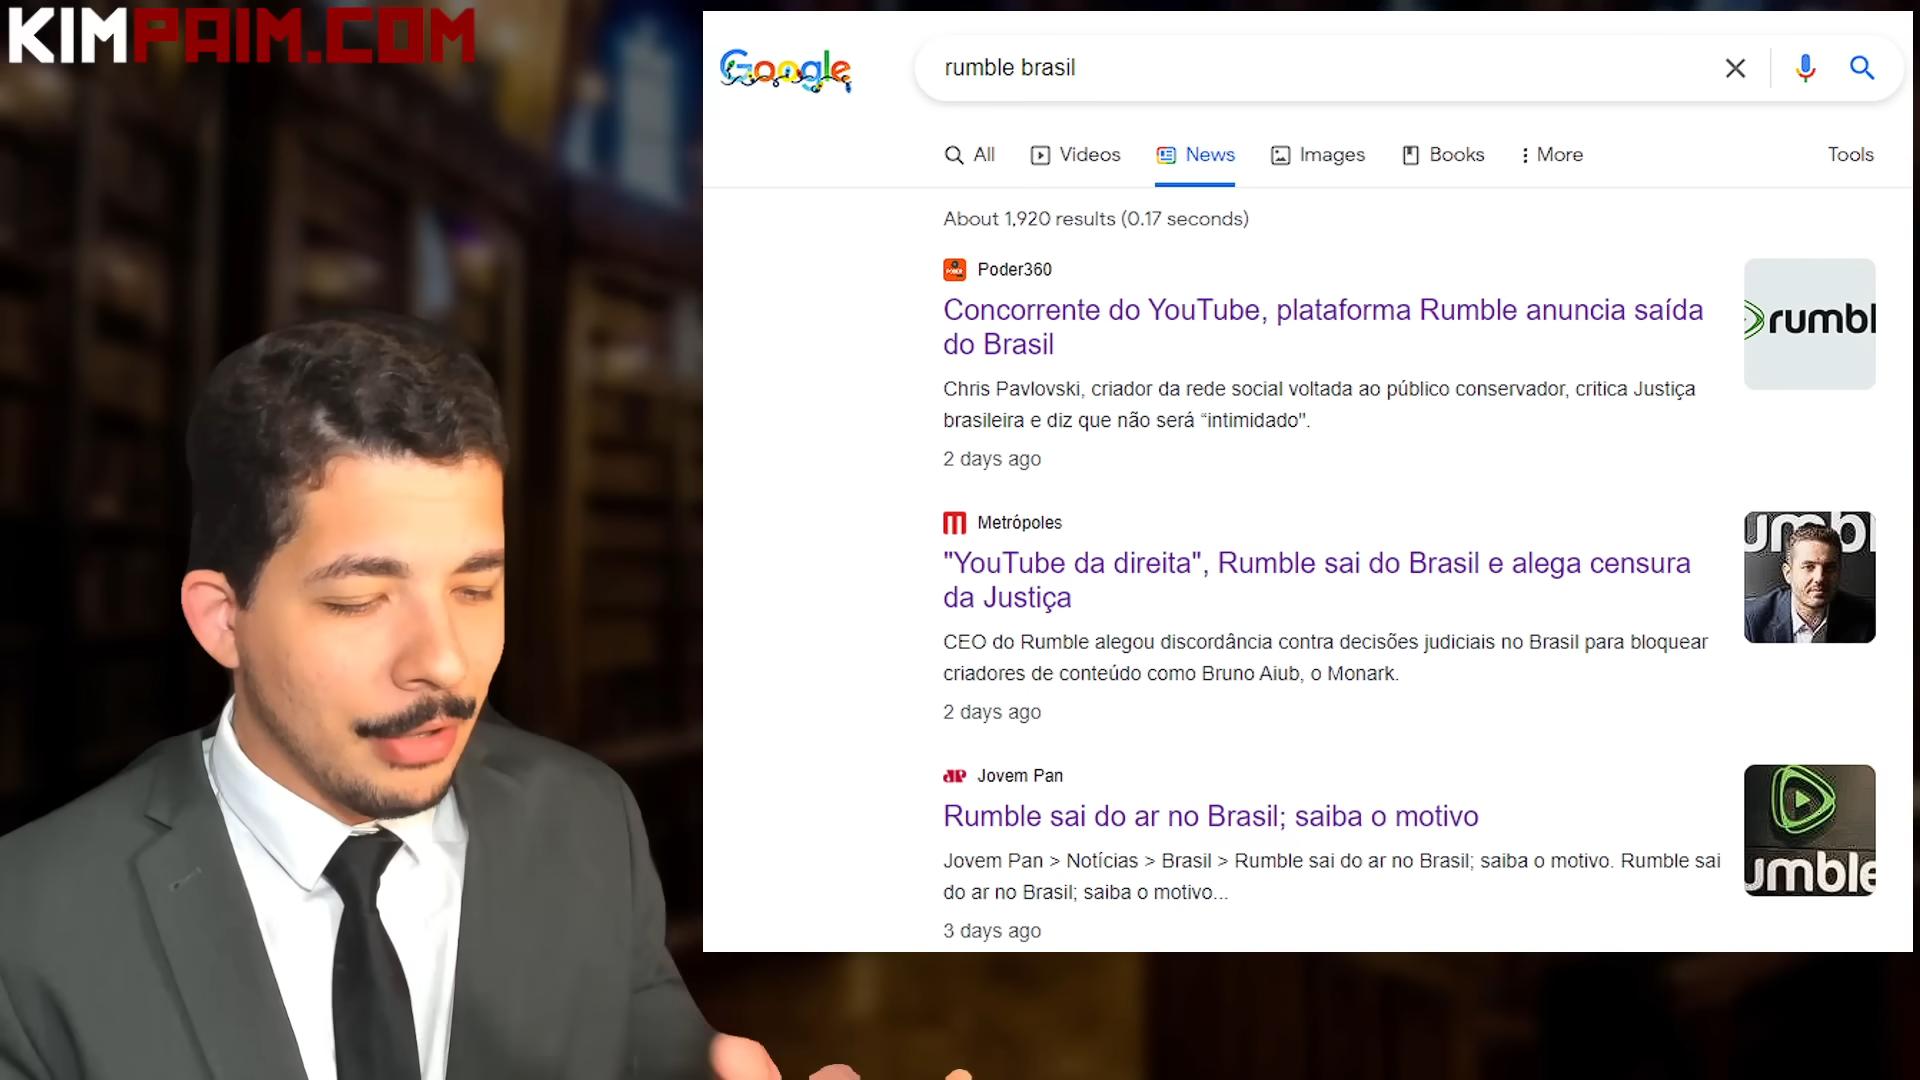 KIMPAIM.COM
Google
rumble brasil
All
Videos
News
Images
Books
More
Tools
About 1,920 results (0.17 seconds)
Poder360
Concorrente do YouTube, plataforma Rumble anuncia saída
do Brasil
Chris Pavlovski, criador da rede social voltada ao público conservador, critica Justiça
brasileira e diz que não será “intimidado".
2 days ago
rumbl
Metrópoles
"YouTube da direita", Rumble sai do Brasil e alega censura
da Justiça
CEO do Rumble alegou discordância contra decisões judiciais no Brasil para bloquear
criadores de conteúdo como Bruno Aiub, o Monark.
2 days ago
umbl
Jovem Pan
Rumble sai do ar no Brasil; saiba o motivo
Jovem Pan > Notícias > Brasil > Rumble sai do ar no Brasil; saiba o motivo. Rumble sai
do ar no Brasil; saiba o motivo...
3 days ago
umble